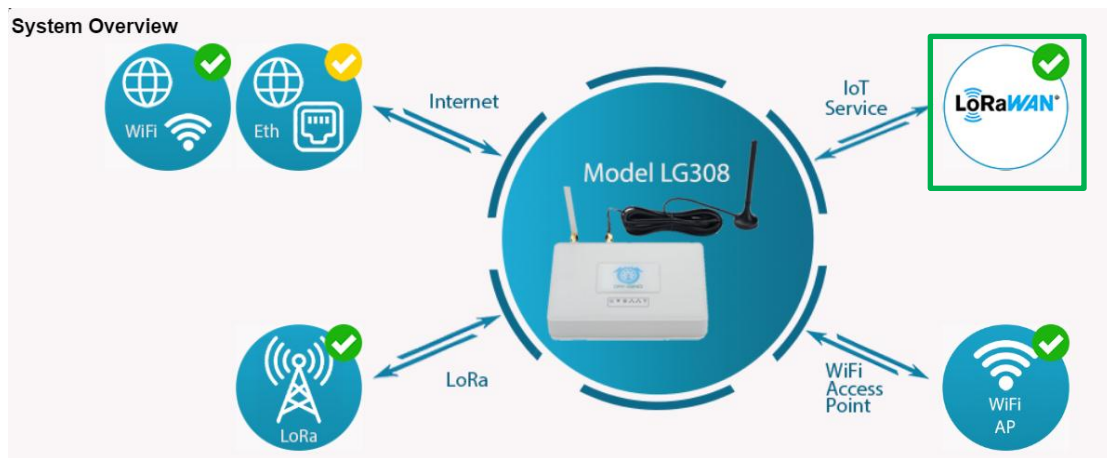 System Overview
WiFi
Eth
Internet
Model LG308
IoT
Service
LoRaWAN®
LoRa
LoRa
WiFi
Access
Point
WiFi
AP